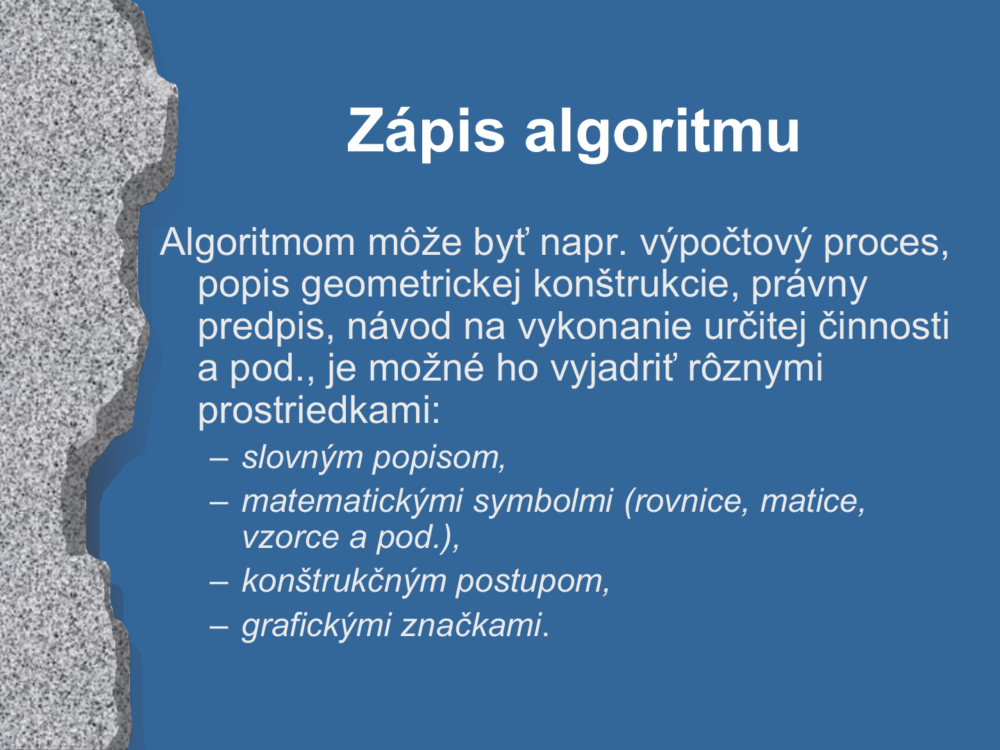 Zápis algoritmu
Algoritmom môže byť napr. výpočtový proces,
popis geometrickej konštrukcie, právny
predpis, návod na vykonanie určitej činnosti
a pod., je možné ho vyjadriť rôznymi
prostriedkami:
– slovným popisom,
– matematickými symbolmi (rovnice, matice,
vzorce a pod.),
– konštrukčným postupom,
– grafickými značkami.